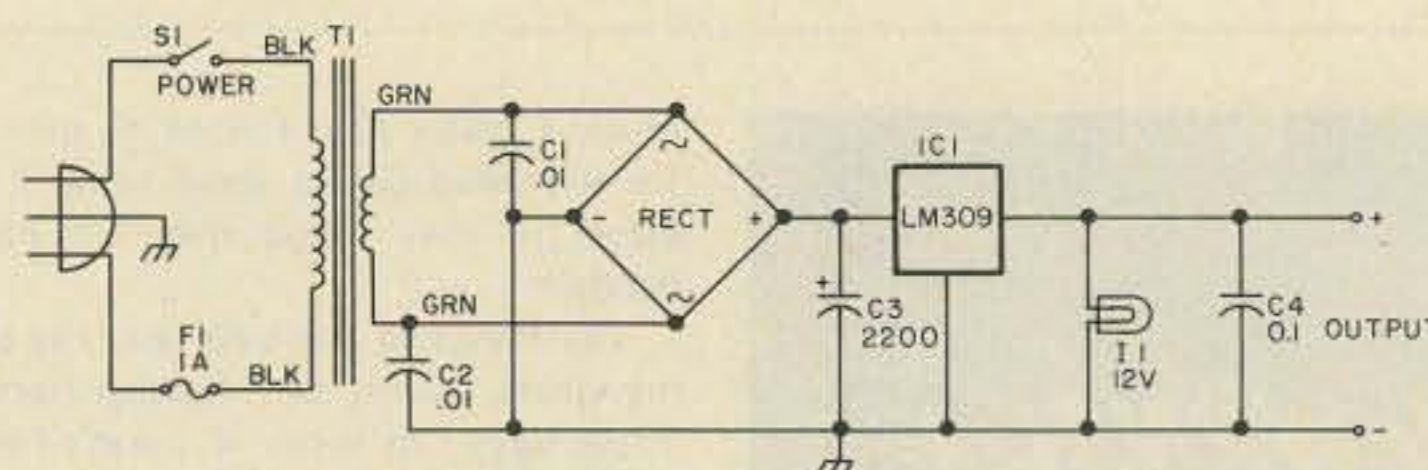 S1
POWER
BLK
T1
GRN
C1
.01
~
- RECT +
~
IC1
LM309
+
C3
2200
+
I1
12V
C4
0.1
OUTPUT
-
GRN
C2
.01
F1
1A
BLK